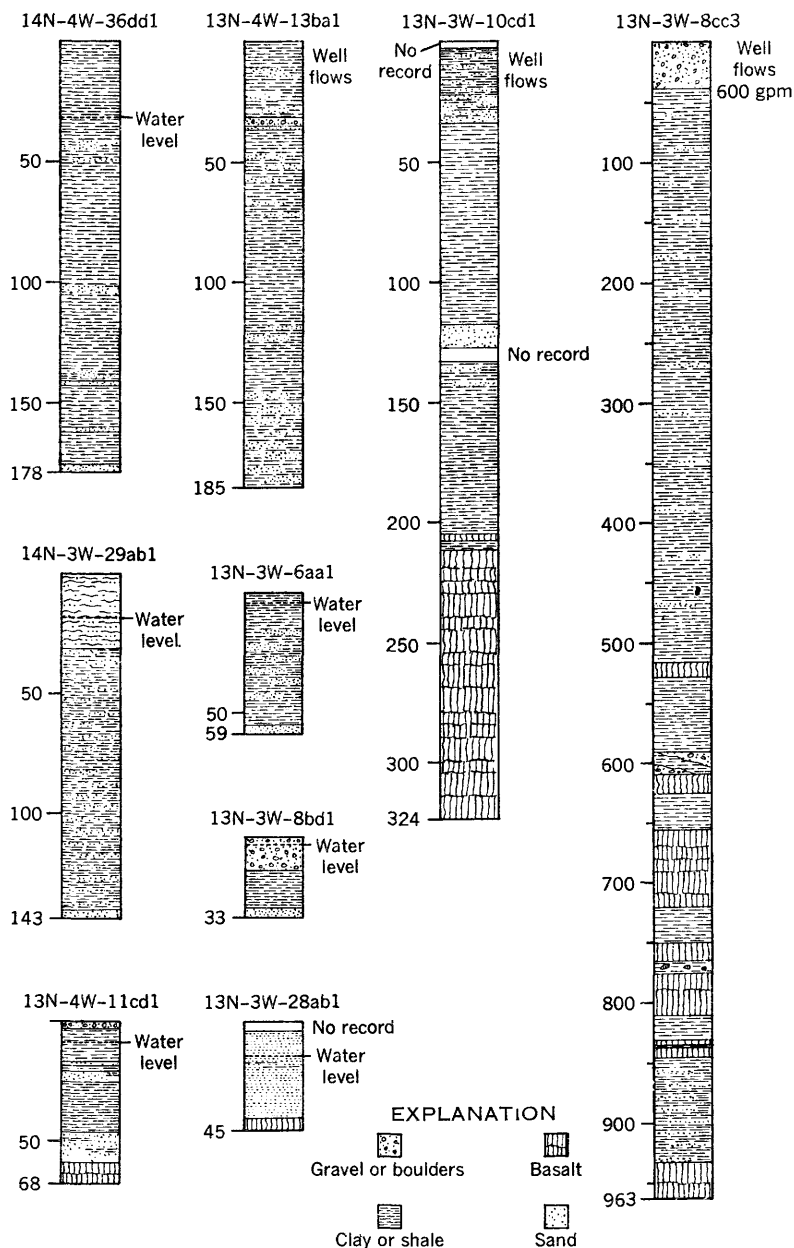 14N-4W-36dd1
Water level
50
100
150
178
13N-4W-13ba1
Well flows
50
100
150
185
13N-3W-10cd1
No record
Well flows
50
100
No record
150
200
250
300
324
13N-3W-8cc3
Well flows 600 gpm
100
200
300
400
500
600
700
800
900
963
14N-3W-29ab1
Water level.
50
100
143
13N-3W-6aa1
Water level
50
59
13N-3W-8bd1
Water level
33
13N-4W-11cd1
Water level
50
68
13N-3W-28ab1
No record
Water level
45
EXPLANATION
Gravel or boulders
Basalt
Clay or shale
Sand